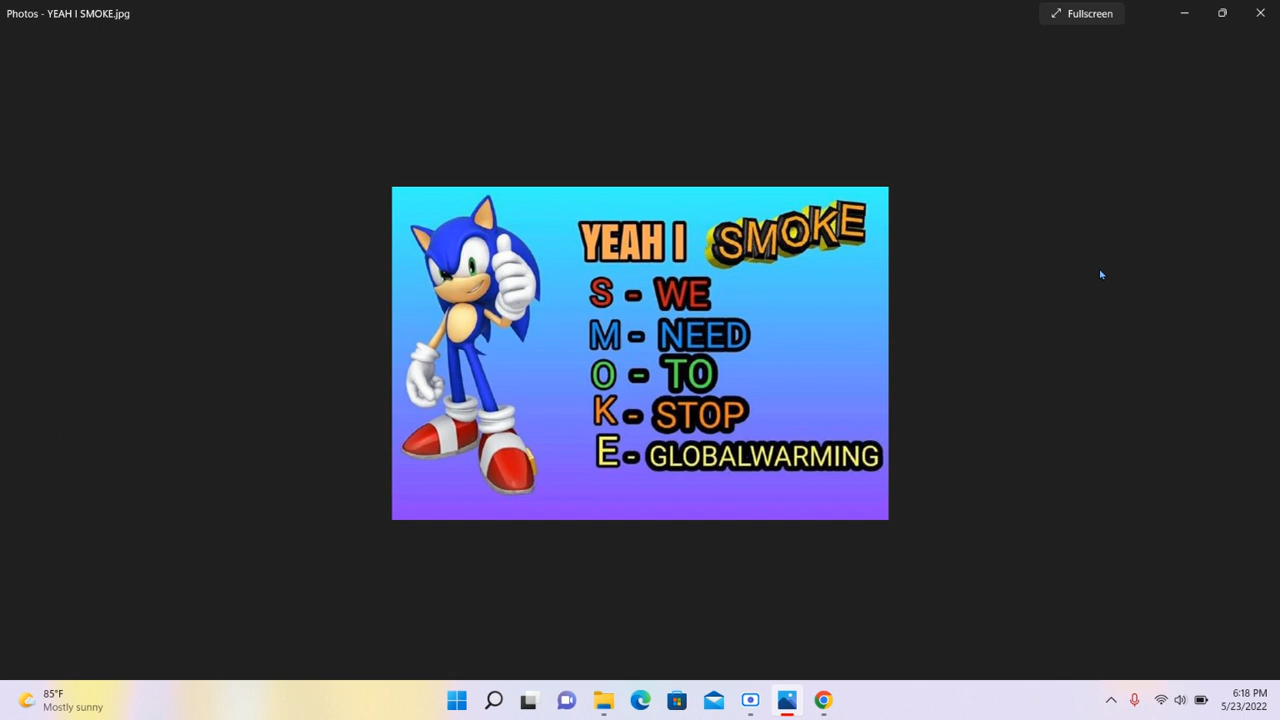 Photos - YEAH I SMOKE.jpg
Fullscreen
YEAH I SMOKE
S - WE
M - NEED
O - TO
K - STOP
E - GLOBALWARMING
85°F
Mostly sunny
6:18 PM
5/23/2022